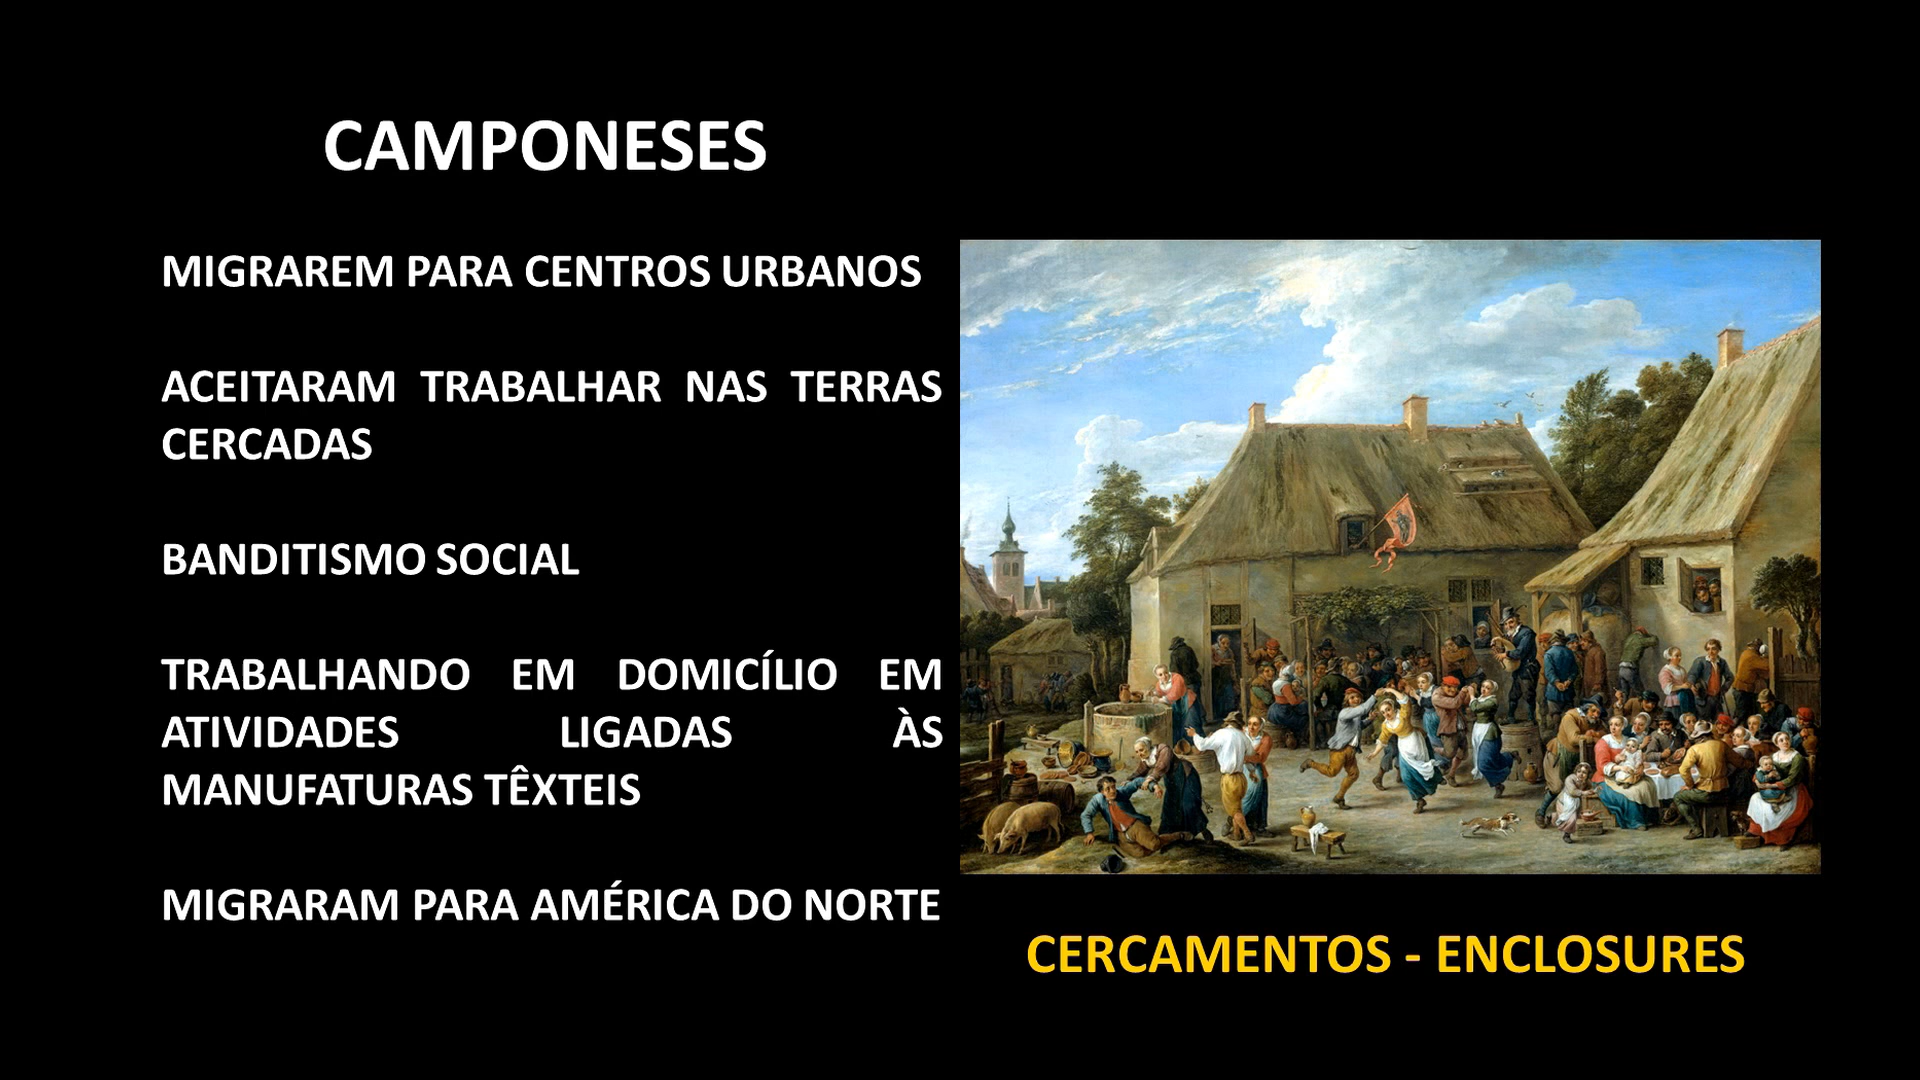 CAMPONESES
MIGRAREM PARA CENTROS URBANOS
ACEITARAM TRABALHAR NAS TERRAS
CERCADAS
BANDITISMO SOCIAL
TRABALHANDO EM DOMICÍLIO EM
ATIVIDADES LIGADAS ÀS
MANUFATURAS TÊXTEIS
MIGRARAM PARA AMÉRICA DO NORTE
CERCAMENTOS - ENCLOSURES